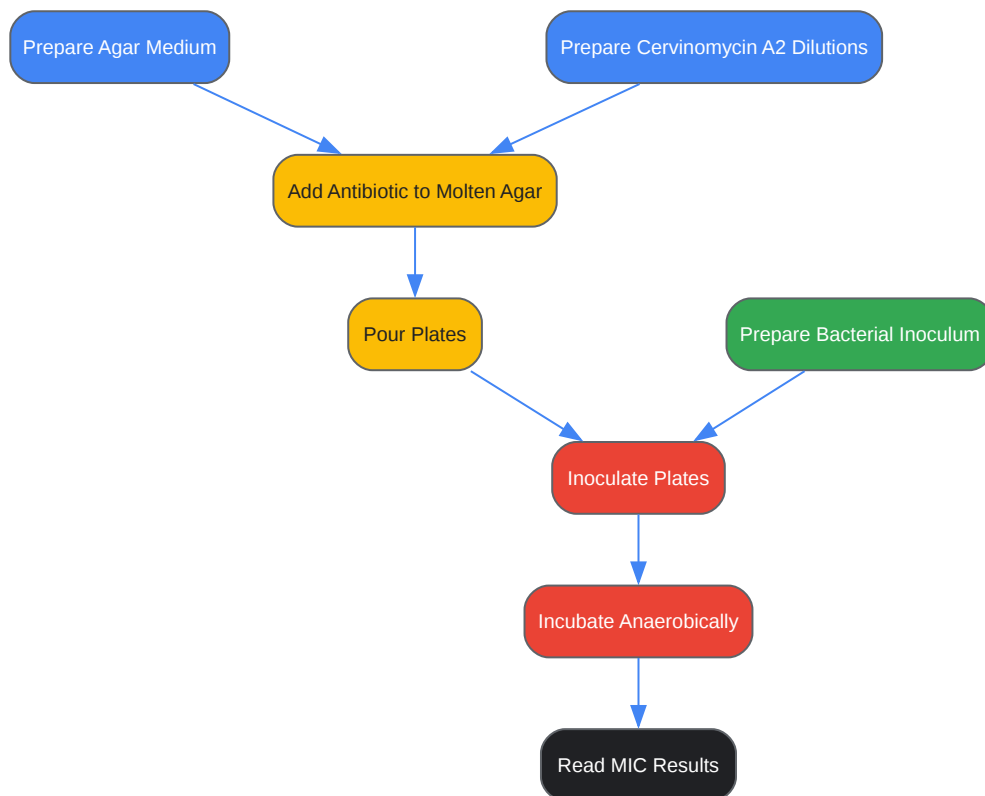 Prepare Agar Medium
Prepare Cervinomycin A2 Dilutions
Add Antibiotic to Molten Agar
Pour Plates
Prepare Bacterial Inoculum
Inoculate Plates
Incubate Anaerobically
Read MIC Results